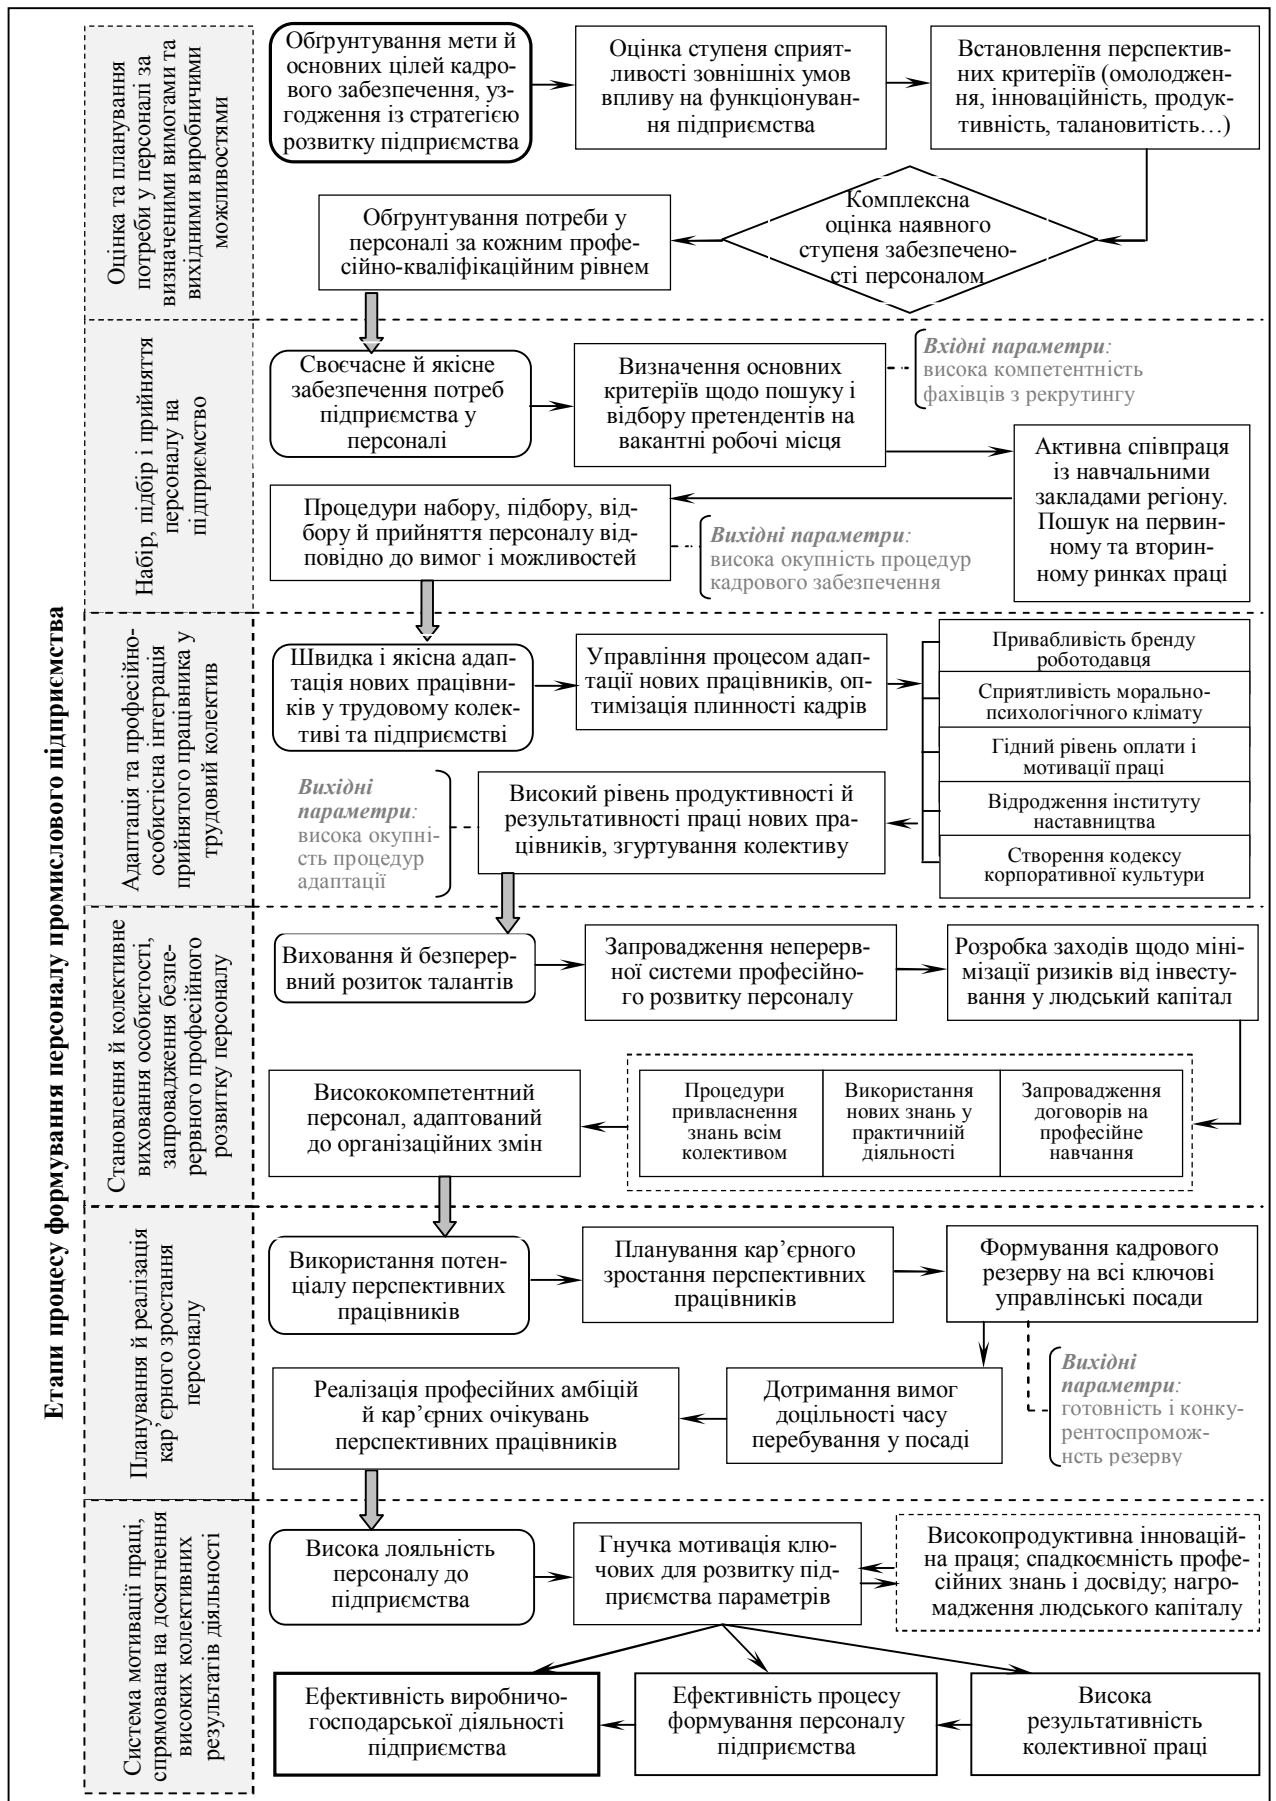 Етапи процесу формування персоналу промислового підприємства
Оцінка та планування
потреби у персоналі за
визначеними вимогами та
вихідними виробничими
можливостями
Обґрунтування мети й
основних цілей кадро-
вого забезпечення, уз-
годження із стратегією
розвитку підприємства
Оцінка ступеня сприят-
ливості зовнішніх умов
впливу на функціонуван-
ня підприємства
Встановлення перспектив-
них критеріїв (омолоджен-
ня, інноваційність, продук-
тивність, талановитість…)
Комплексна
оцінка наявного
ступеня забезпечено-
сті персоналом
Обґрунтування потреби у
персоналі за кожним профе-
сійно-кваліфікаційним рівнем
Набір, підбір і прийняття
персоналу на
підприємство
Своєчасне й якісне
забезпечення потреб
підприємства у
персоналі
Визначення основних
критеріїв щодо пошуку і
відбору претендентів на
вакантні робочі місця
Вхідні параметри:
висока компетентність
фахівців з рекрутингу
Активна співпраця
із навчальними
закладами регіону.
Пошук на первин-
ному та вторин-
ному ринках праці
Процедури набору, підбору, від-
бору й прийняття персоналу від-
повідно до вимог і можливостей
Вихідні параметри:
висока окупність процедур
кадрового забезпечення
Адаптація та професійно-
особистісна інтеграція
прийнятого працівника у
трудовий колектив
Швидка і якісна адап-
тація нових працівни-
ків у трудовому колек-
тиві та підприємстві
Управління процесом адап-
тації нових працівників, оп-
тимізація плинності кадрів
Привабливість бренду
роботодавця
Сприятливість морально-
психологічного клімату
Гідний рівень оплати і
мотивації праці
Відродження інституту
наставництва
Створення кодексу
корпоративної культури
Високий рівень продуктивності й
результативності праці нових пра-
цівників, згуртування колективу
Вихідні
параметри:
висока окупні-
сть процедур
адаптації
Становлення й колективне
виховання особистості,
запровадження безпе-
рервного професійного
розвитку персоналу
Виховання й безперер-
вний розиток талантів
Запровадження неперерв-
ної системи професійно-
го розвитку персоналу
Розробка заходів щодо міні-
мізації ризиків від інвесту-
вання у людський капітал
Процедури
привласнення
знань всім
колективом
Використання
нових знань у
практичниій
діяльності
Запровадження
договорів на
професійне
навчання
Висококомпетентний
персонал, адаптований
до організаційних змін
Планування й реалізація
кар’єрного зростання
персоналу
Використання потен-
ціалу перспективних
працівників
Планування кар’єрного
зростання перспективних
працівників
Формування кадрового
резерву на всі ключові
управлінські посади
Вихідні
параметри:
готовність і конку-
рентоспромож-
нсть резерву
Дотримання вимог
доцільності часу
перебування у посаді
Реалізація професійних амбіцій
й кар’єрних очікувань
перспективних працівників
Система мотивації праці,
спрямована на досягнення
високих колективних
результатів діяльності
Висока лояльність
персоналу до
підприємства
Гнучка мотивація клю-
чових для розвитку під-
приємства параметрів
Високопродуктивна інновацій-
на праця; спадкоємність профе-
сійних знань і досвіду; нагро-
мадження людського капіталу
Ефективність виробничо-
господарської діяльності
підприємства
Ефективність процесу
формування персоналу
підприємства
Висока
результативність
колективної праці